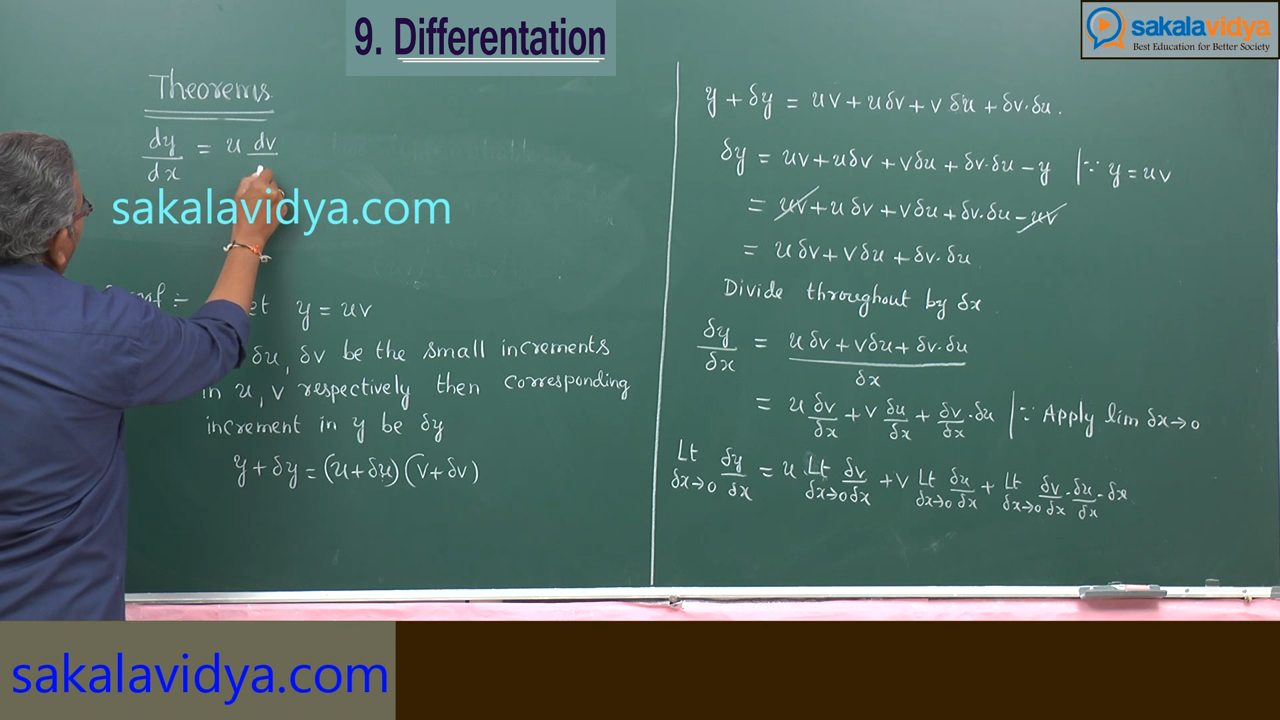 9. Differentation
sakalavidya
Best Education for Better Society
Theorems
dy/dx = u dv
sakalavidya.com
Let y = uv
δu, δv be the small increments
in u, v respectively then corresponding
increment in y be δy
y + δy = (u + δu) (v + δv)
y + δy = uv + uδv + v δu + δv·δu.
δy = uv + uδv + vδu + δv·δu - y | ∵ y = uv
= uv + u δv + vδu + δv·δu - uv
= u δv + v δu + δv·δu
Divide throughout by δx
δy/δx = (u δv + vδu + δv·δu)/δx
= u δv/δx + v δu/δx + δv/δx · δu | ∵ Apply lim δx→0
Lt δx→0 δy/δx = u Lt δx→0 δv/δx + v Lt δx→0 δu/δx + Lt δx→0 δv/δx · δu/δx · δx
sakalavidya.com